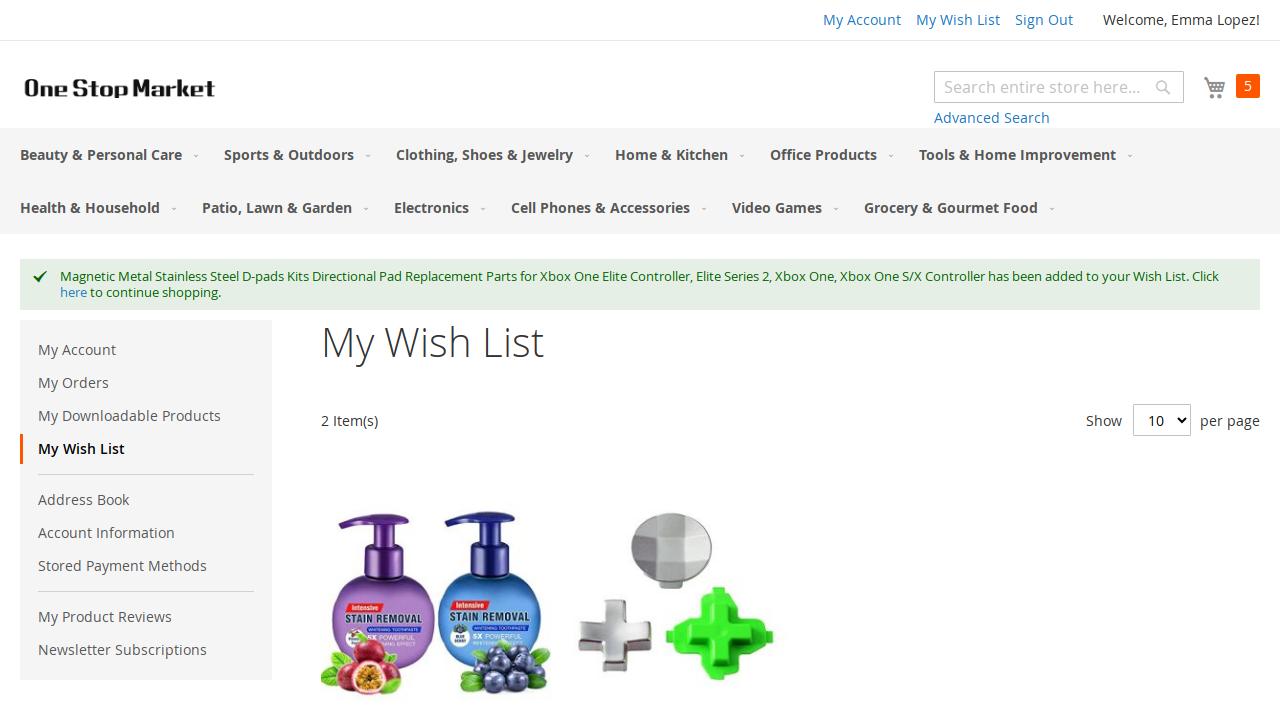 My Account My Wish List Sign Out Welcome, Emma Lopez!
One Stop Market
Search entire store here...
5
Advanced Search
Beauty & Personal Care Sports & Outdoors Clothing, Shoes & Jewelry Home & Kitchen Office Products Tools & Home Improvement
Health & Household Patio, Lawn & Garden Electronics Cell Phones & Accessories Video Games Grocery & Gourmet Food
Magnetic Metal Stainless Steel D-pads Kits Directional Pad Replacement Parts for Xbox One Elite Controller, Elite Series 2, Xbox One, Xbox One S/X Controller has been added to your Wish List. Click
here to continue shopping.
My Account
My Orders
My Downloadable Products
My Wish List
Address Book
Account Information
Stored Payment Methods
My Product Reviews
Newsletter Subscriptions
My Wish List
2 Item(s)
Show 10 per page
Intensive
STAIN REMOVAL
WHITENING TOOTHPASTE
5X POWERFUL
Intensive
STAIN REMOVAL
WHITENING TOOTHPASTE
BLUE BERRY
5X POWERFUL